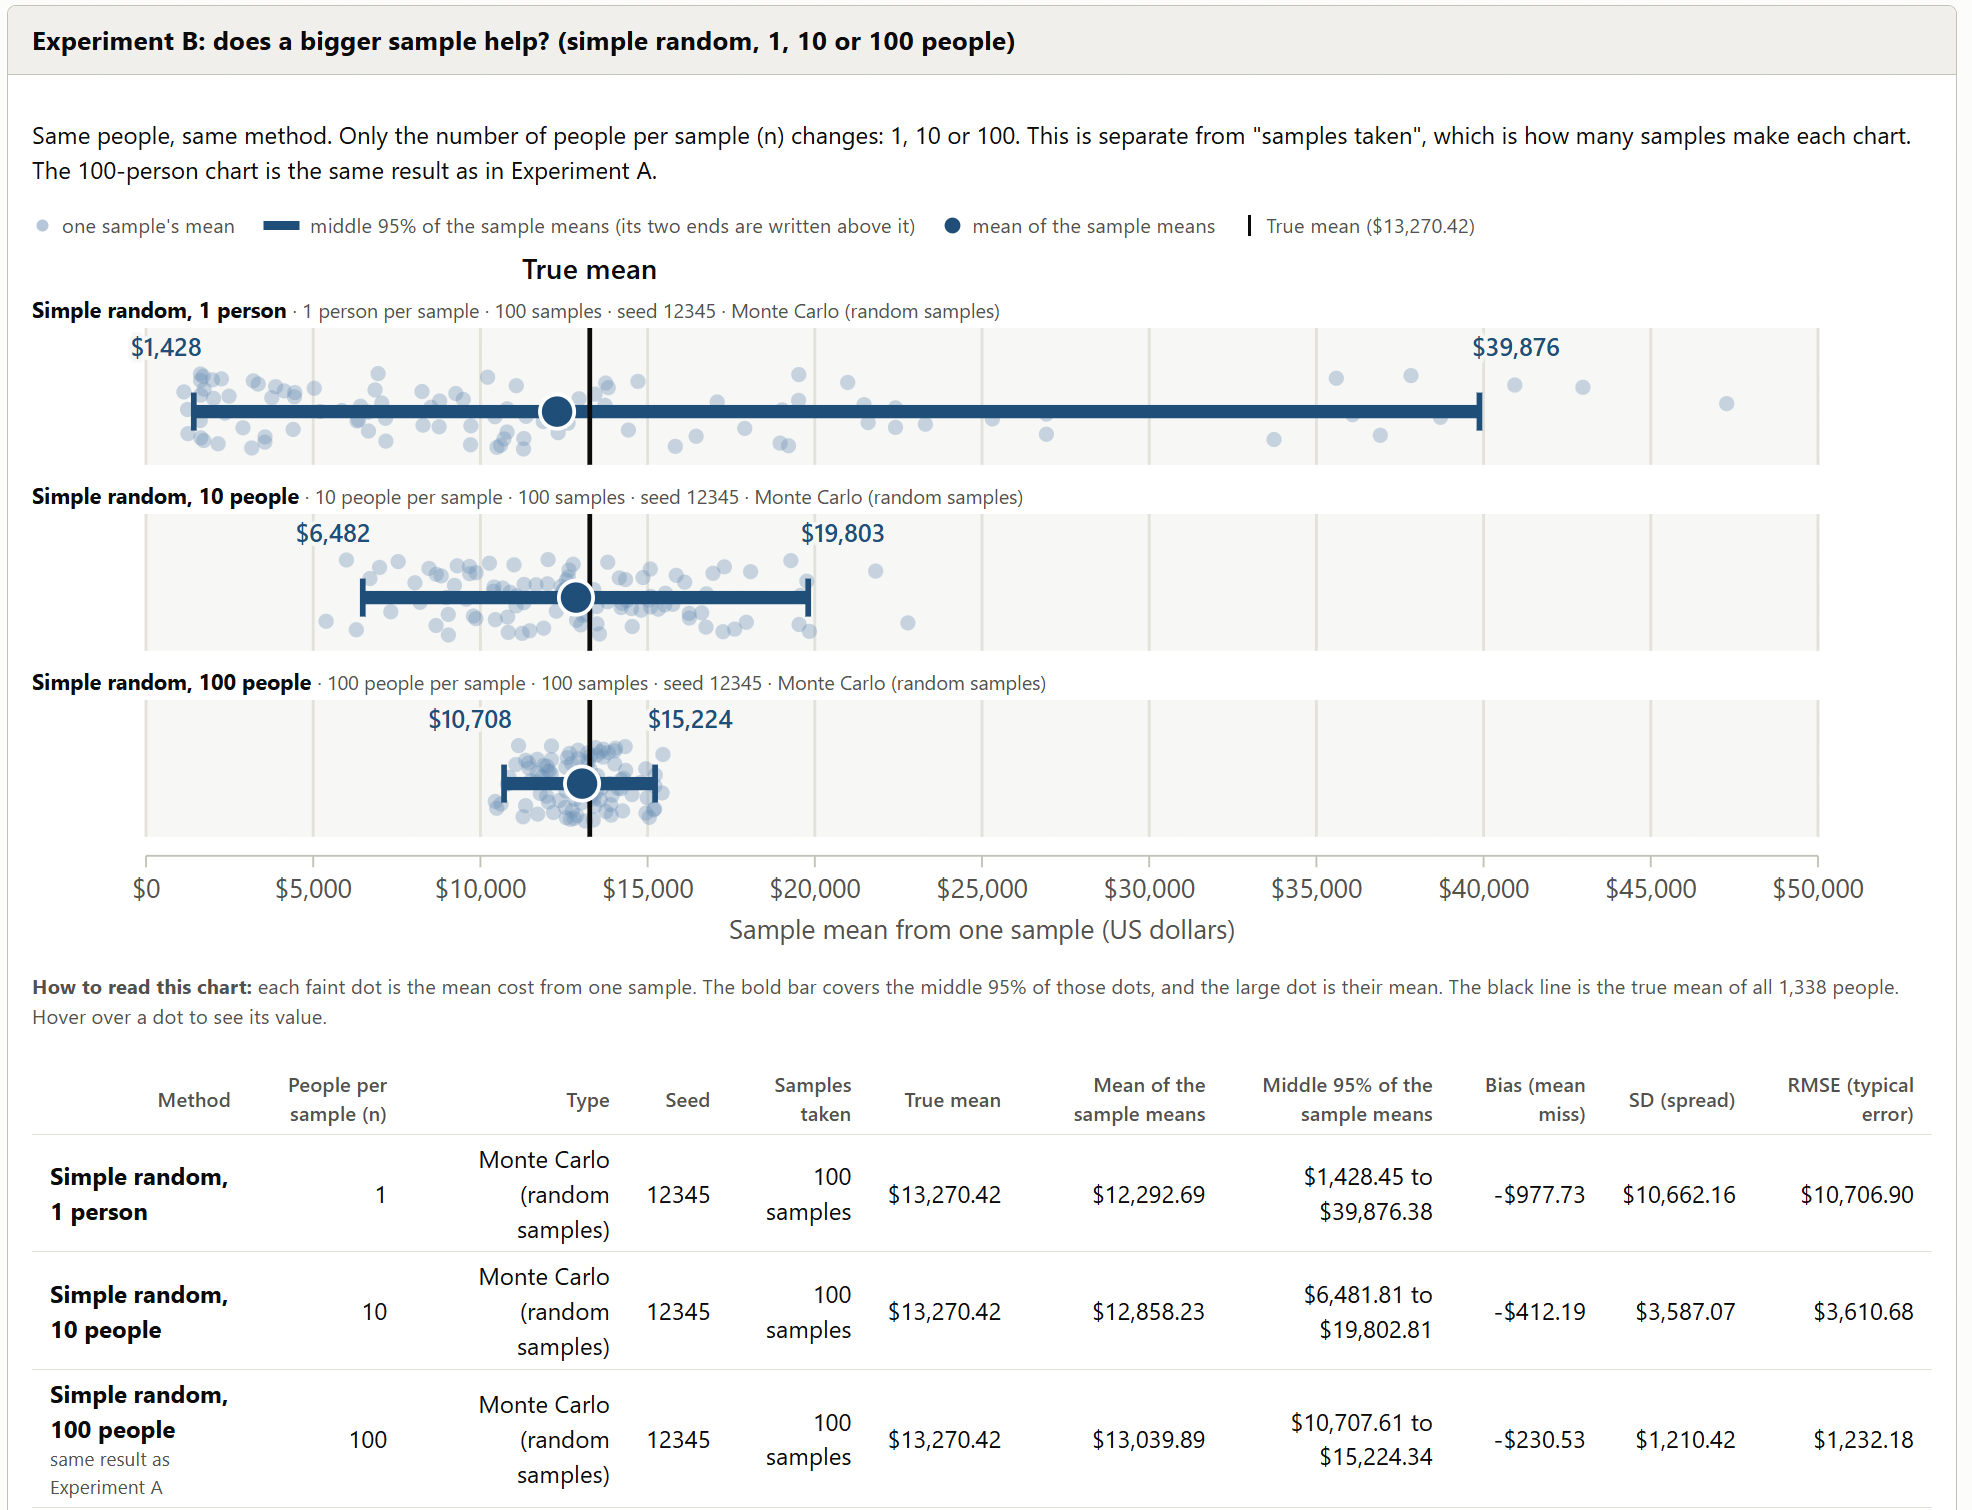 Experiment B: does a bigger sample help? (simple random, 1, 10 or 100 people)
Same people, same method. Only the number of people per sample (n) changes: 1, 10 or 100. This is separate from "samples taken", which is how many samples make each chart.
The 100-person chart is the same result as in Experiment A.
one sample's mean middle 95% of the sample means (its two ends are written above it) mean of the sample means True mean ($13,270.42)
True mean
Simple random, 1 person · 1 person per sample · 100 samples · seed 12345 · Monte Carlo (random samples)
$1,428 $39,876
Simple random, 10 people · 10 people per sample · 100 samples · seed 12345 · Monte Carlo (random samples)
$6,482 $19,803
Simple random, 100 people · 100 people per sample · 100 samples · seed 12345 · Monte Carlo (random samples)
$10,708 $15,224
$0 $5,000 $10,000 $15,000 $20,000 $25,000 $30,000 $35,000 $40,000 $45,000 $50,000
Sample mean from one sample (US dollars)
How to read this chart: each faint dot is the mean cost from one sample. The bold bar covers the middle 95% of those dots, and the large dot is their mean. The black line is the true mean of all 1,338 people.
Hover over a dot to see its value.
Method
People per
sample (n)
Type
Seed
Samples
taken
True mean
Mean of the
sample means
Middle 95% of the
sample means
Bias (mean
miss)
SD (spread)
RMSE (typical
error)
Simple random,
1 person
1
Monte Carlo
(random
samples)
12345
100
samples
$13,270.42
$12,292.69
$1,428.45 to
$39,876.38
-$977.73
$10,662.16
$10,706.90
Simple random,
10 people
10
Monte Carlo
(random
samples)
12345
100
samples
$13,270.42
$12,858.23
$6,481.81 to
$19,802.81
-$412.19
$3,587.07
$3,610.68
Simple random,
100 people
same result as
Experiment A
100
Monte Carlo
(random
samples)
12345
100
samples
$13,270.42
$13,039.89
$10,707.61 to
$15,224.34
-$230.53
$1,210.42
$1,232.18